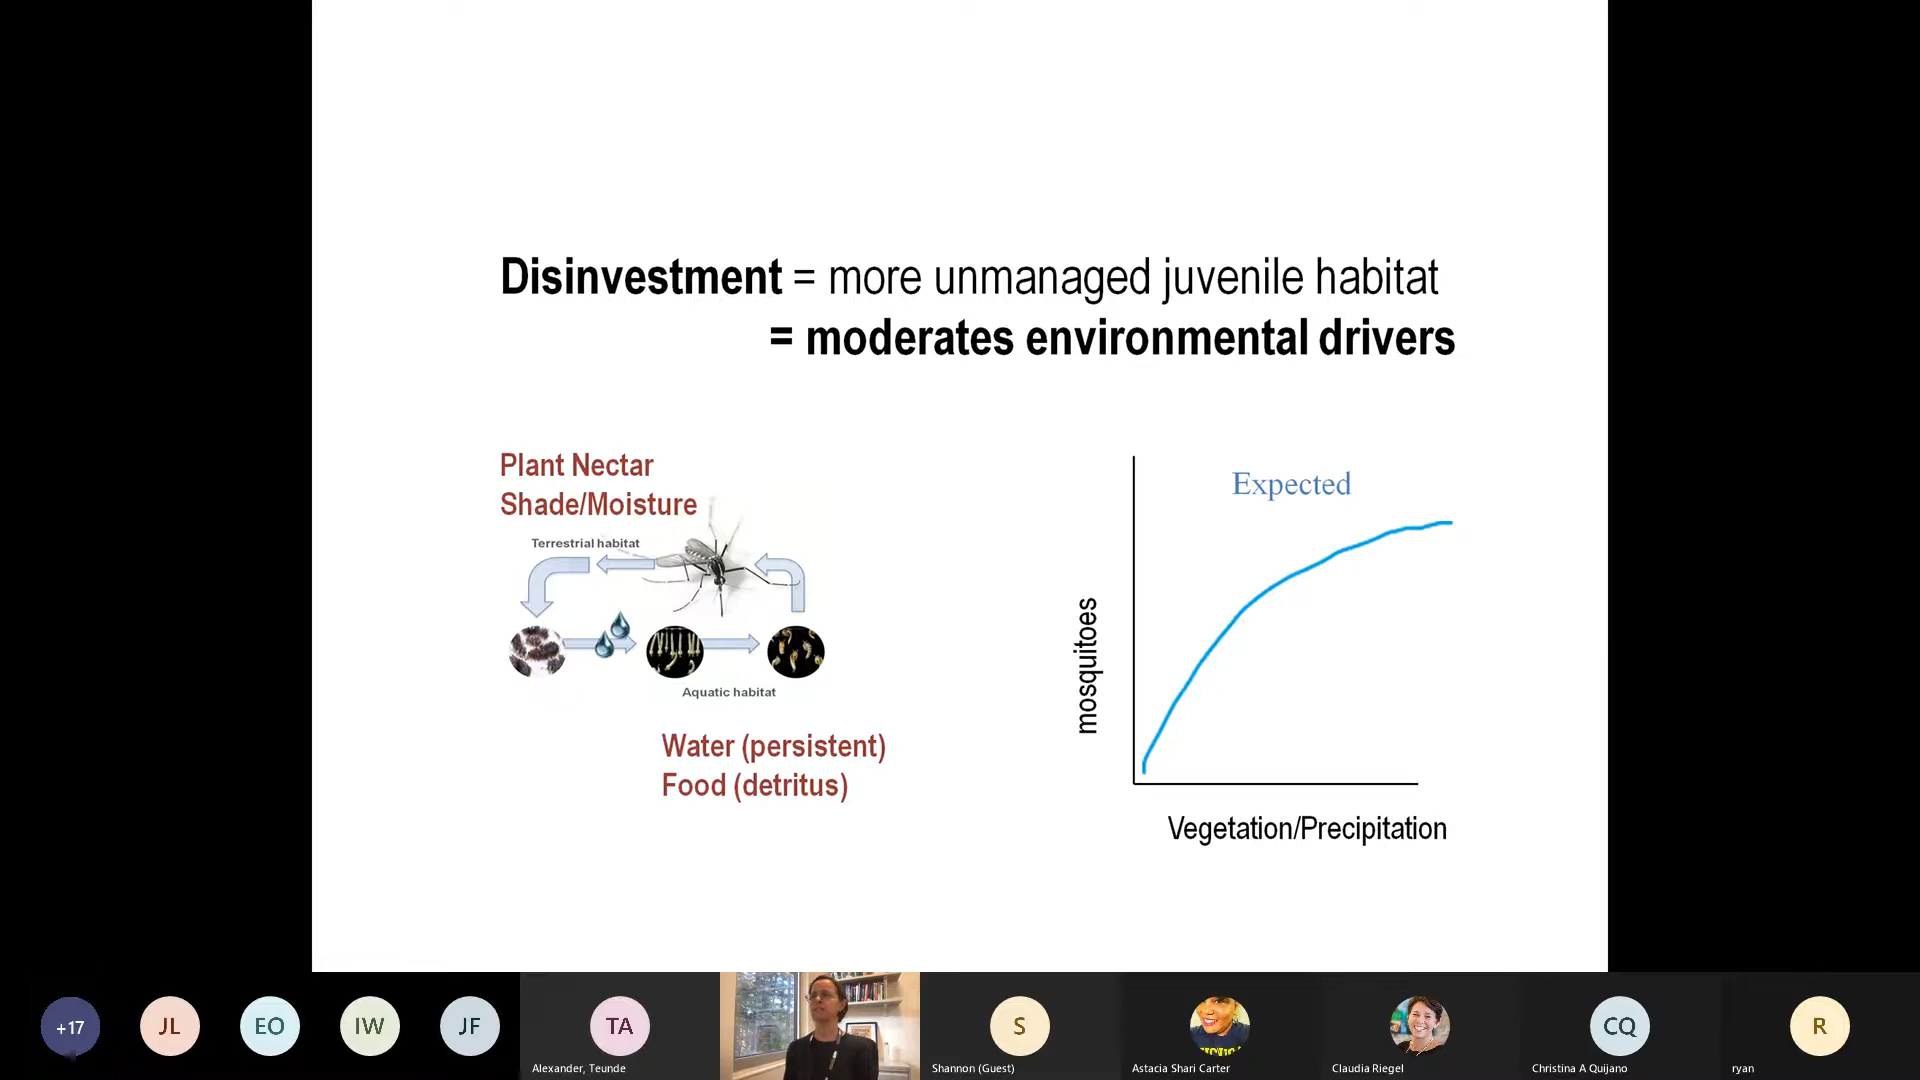 Disinvestment = more unmanaged juvenile habitat
= moderates environmental drivers
Plant Nectar
Shade/Moisture
Terrestrial habitat
Aquatic habitat
Water (persistent)
Food (detritus)
Expected
mosquitoes
Vegetation/Precipitation
+17
JL
EO
IW
JF
TA
Alexander, Teunde
S
Shannon (Guest)
Astacia Shari Carter
Claudia Riegel
CQ
Christina A Quijano
R
ryan